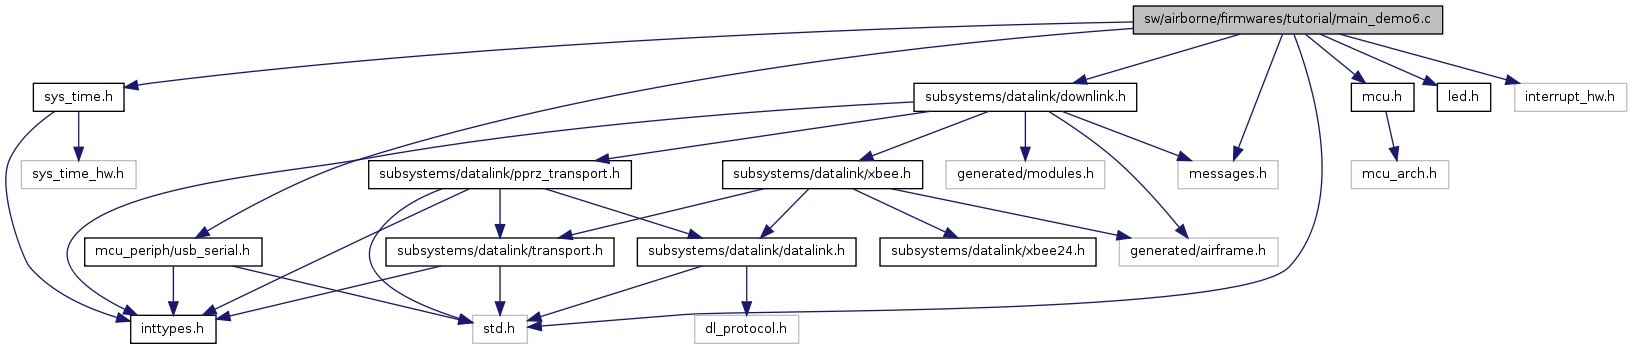 sw/airborne/firmwares/tutorial/main_demo6.c
sys_time.h
subsystems/datalink/downlink.h
mcu.h
led.h
interrupt_hw.h
sys_time_hw.h
subsystems/datalink/pprz_transport.h
subsystems/datalink/xbee.h
generated/modules.h
messages.h
mcu_arch.h
mcu_periph/usb_serial.h
subsystems/datalink/transport.h
subsystems/datalink/datalink.h
subsystems/datalink/xbee24.h
generated/airframe.h
inttypes.h
std.h
dl_protocol.h